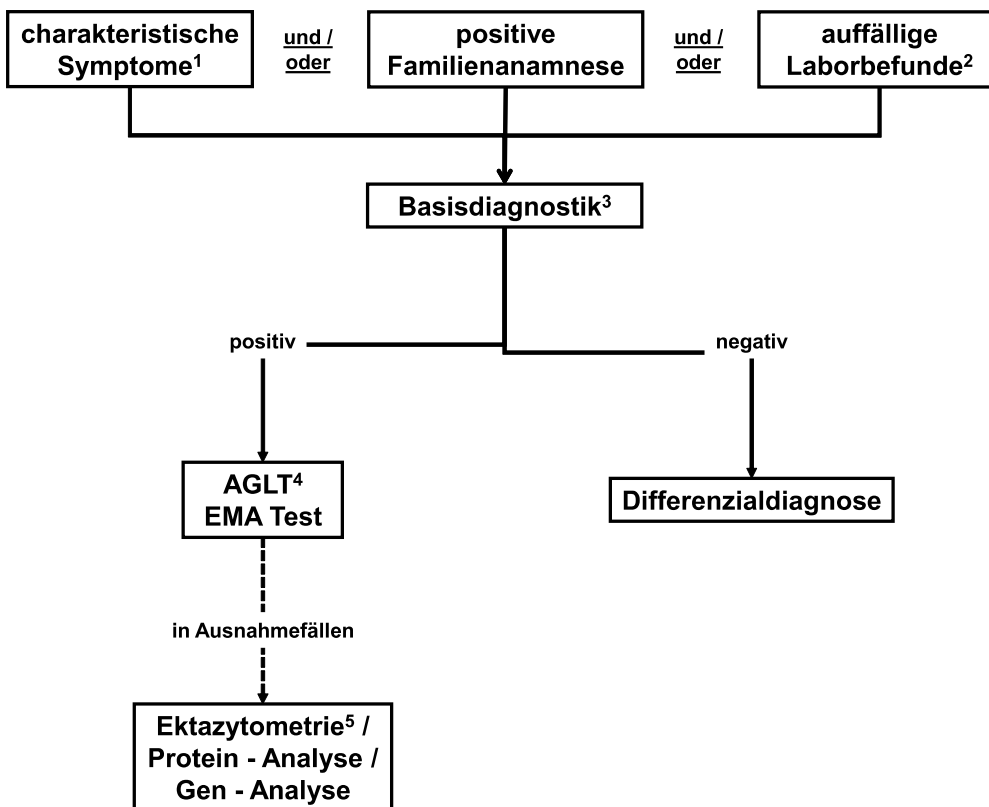 charakteristische
Symptome¹
und /
oder
positive
Familienanamnese
und /
oder
auffällige
Laborbefunde²
Basisdiagnostik³
positiv
negativ
AGLT⁴
EMA Test
Differenzialdiagnose
in Ausnahmefällen
Ektazytometrie⁵ /
Protein - Analyse /
Gen - Analyse